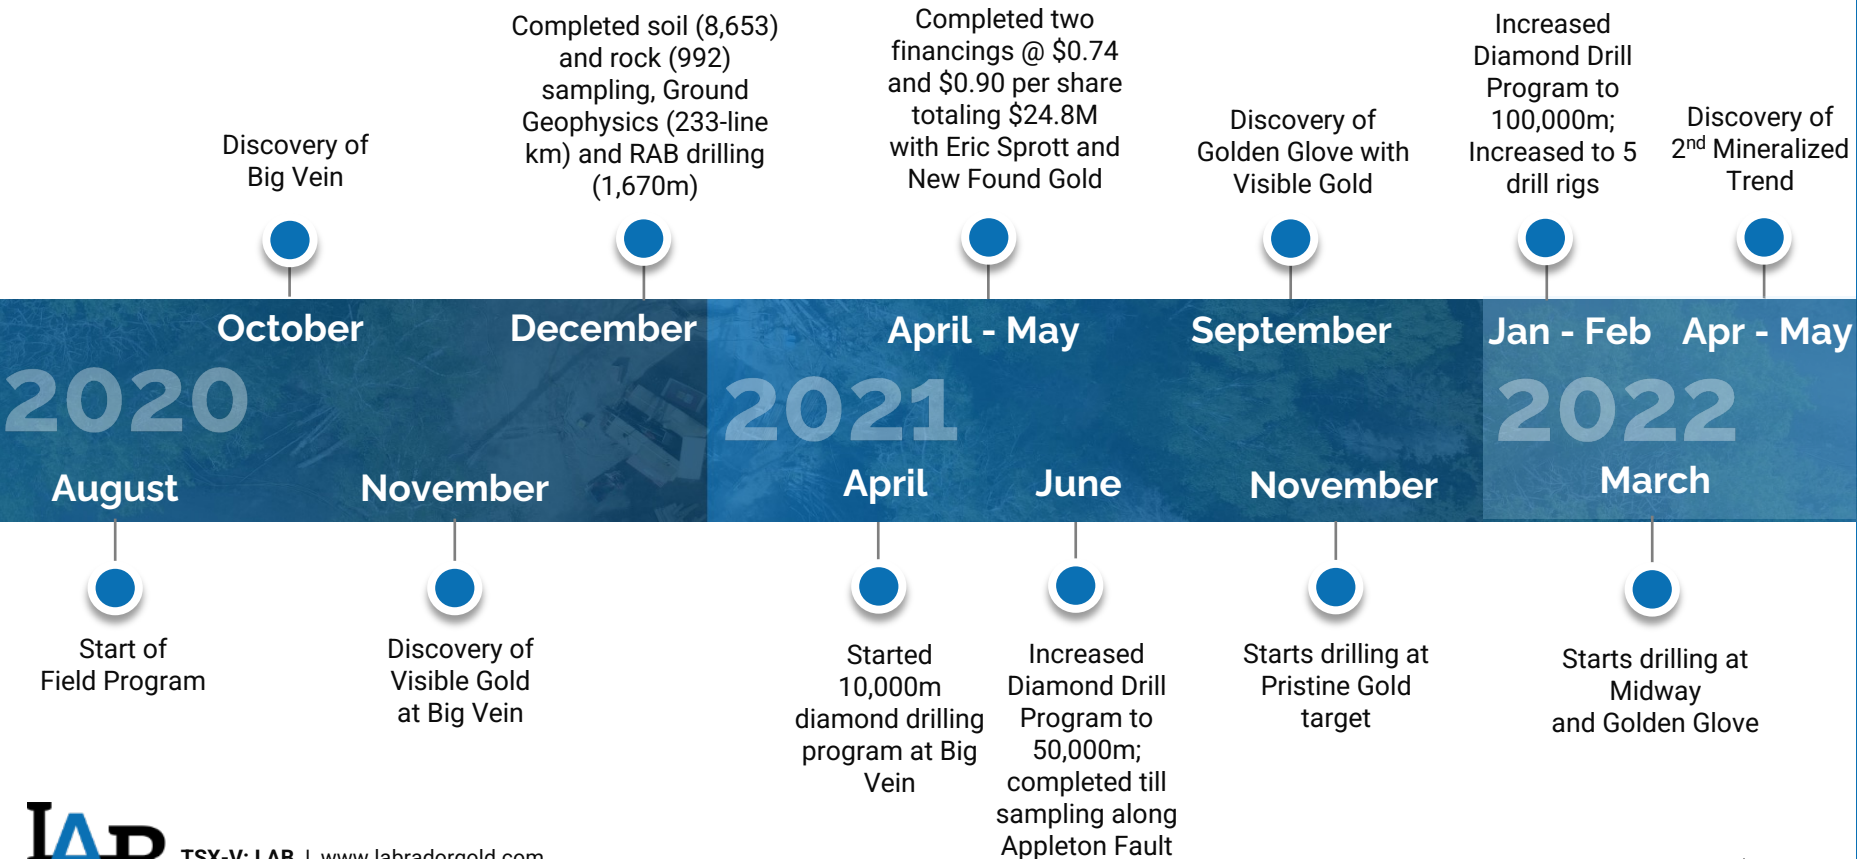 Discovery of
Big Vein
Completed soil (8,653)
and rock (992)
sampling, Ground
Geophysics (233-line
km) and RAB drilling
(1,670m)
Completed two
financings @ $0.74
and $0.90 per share
totaling $24.8M
with Eric Sprott and
New Found Gold
Discovery of
Golden Glove with
Visible Gold
Increased
Diamond Drill
Program to
100,000m;
Increased to 5
drill rigs
Discovery of
2nd Mineralized
Trend
October
December
April - May
September
Jan - Feb
Apr - May
2020
2021
2022
August
November
April
June
November
March
Start of
Field Program
Discovery of
Visible Gold
at Big Vein
Started
10,000m
diamond drilling
program at Big
Vein
Increased
Diamond Drill
Program to
50,000m;
completed till
sampling along
Appleton Fault
Starts drilling at
Pristine Gold
target
Starts drilling at
Midway
and Golden Glove
LAB
TSX-V: LAB | www.labradorgold.com